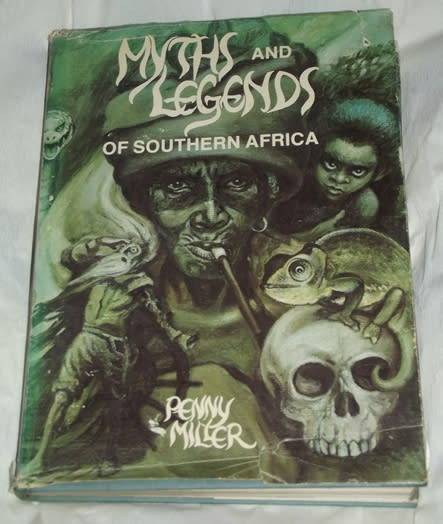 MYTHS AND
LEGENDS
OF SOUTHERN AFRICA
PENNY
MILLER